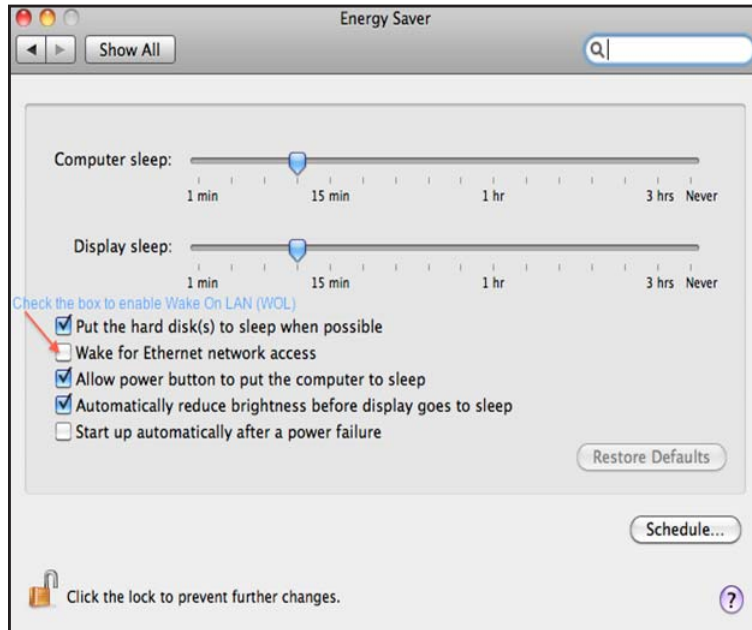 Energy Saver
Show All
Computer sleep:
1 min 15 min 1 hr 3 hrs Never
Display sleep:
1 min 15 min 1 hr 3 hrs Never
Check the box to enable Wake On LAN (WOL)
Put the hard disk(s) to sleep when possible
Wake for Ethernet network access
Allow power button to put the computer to sleep
Automatically reduce brightness before display goes to sleep
Start up automatically after a power failure
Restore Defaults
Schedule...
Click the lock to prevent further changes.
?